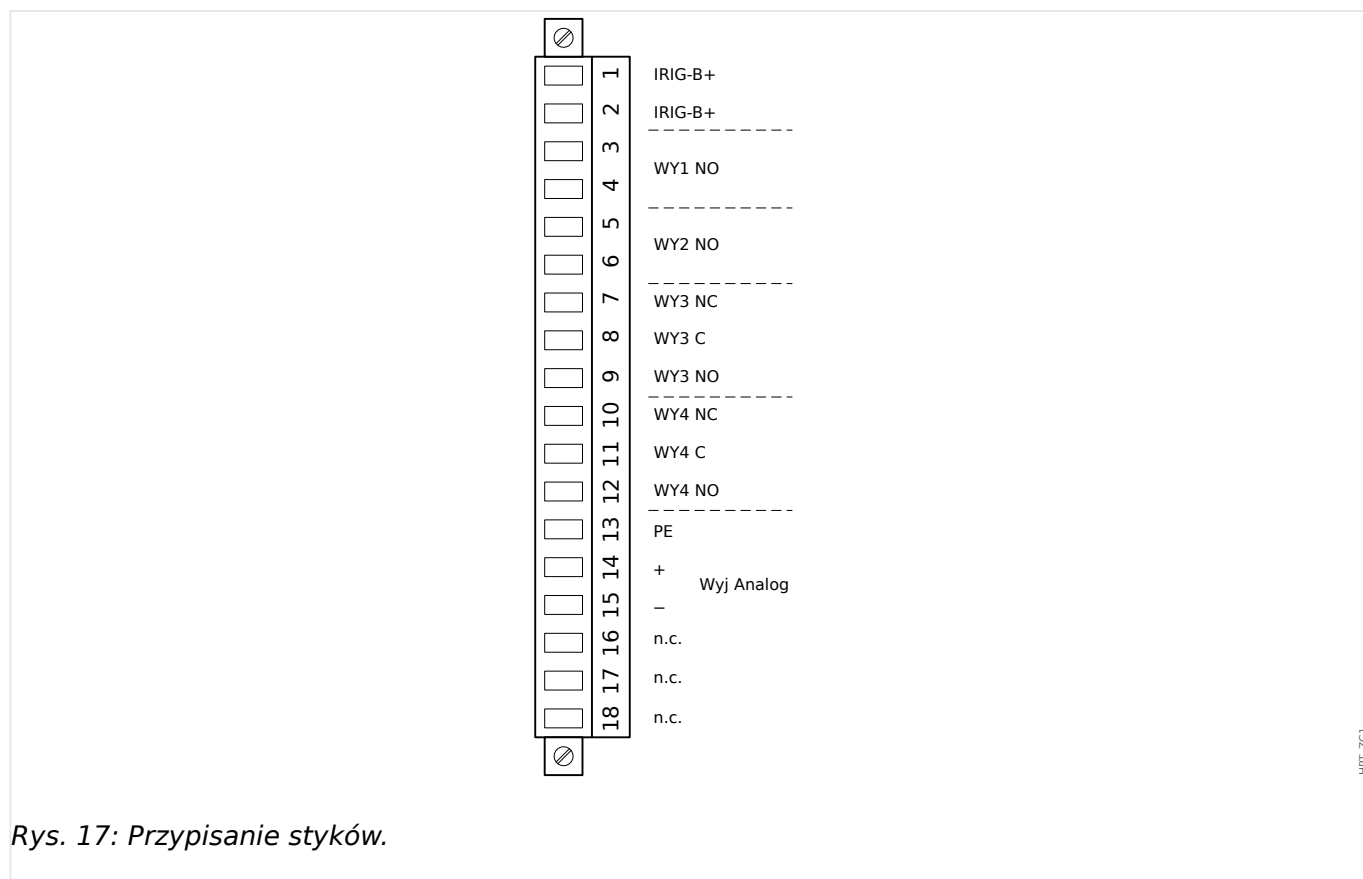 1 IRIG-B+
2 IRIG-B+
3
WY1 NO
4
5
WY2 NO
6
7 WY3 NC
8 WY3 C
9 WY3 NO
10 WY4 NC
11 WY4 C
12 WY4 NO
13 PE
14 +
Wyj Analog
15 −
16 n.c.
17 n.c.
18 n.c.
Rys. 17: Przypisanie styków.